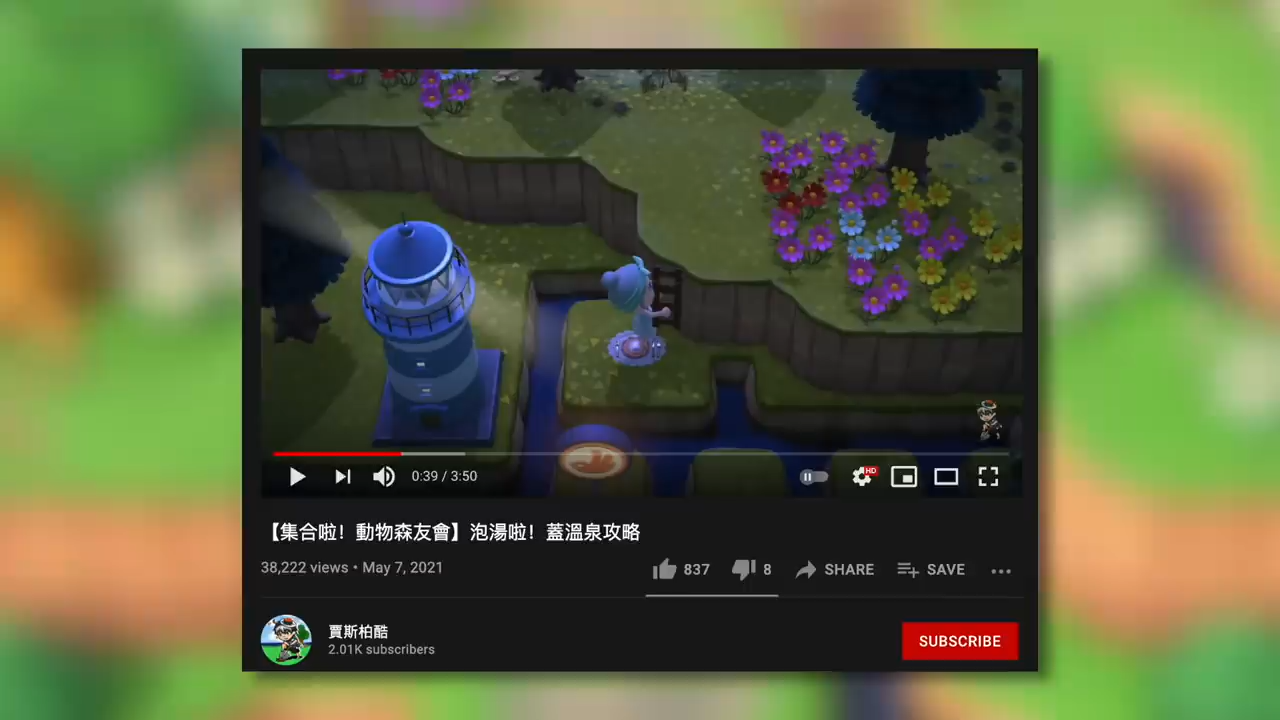 0:39 / 3:50
HD
【集合啦！動物森友會】泡湯啦！蓋溫泉攻略
38,222 views • May 7, 2021
837
8
SHARE
SAVE
賈斯柏酷
2.01K subscribers
SUBSCRIBE